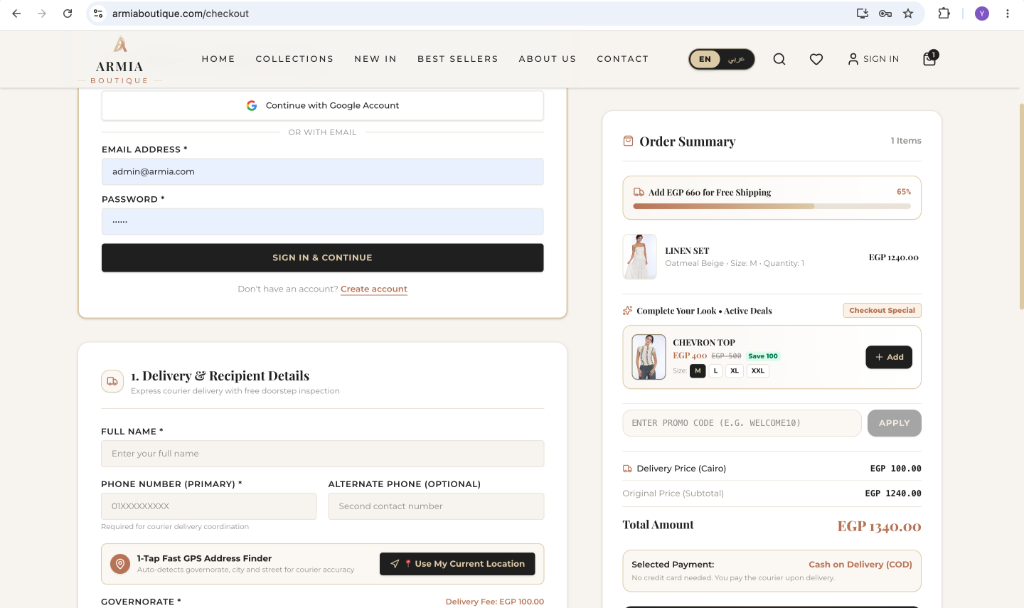 armiaboutique.com/checkout
Y
ARMIA
BOUTIQUE
HOME COLLECTIONS NEW IN BEST SELLERS ABOUT US CONTACT
EN عربي
SIGN IN
1
Continue with Google Account
OR WITH EMAIL
EMAIL ADDRESS *
admin@armia.com
PASSWORD *
••••••
SIGN IN & CONTINUE
Don't have an account? Create account
1. Delivery & Recipient Details
Express courier delivery with free doorstep inspection
FULL NAME *
Enter your full name
PHONE NUMBER (PRIMARY) * ALTERNATE PHONE (OPTIONAL)
01XXXXXXXXX Second contact number
Required for courier delivery coordination
1-Tap Fast GPS Address Finder
Auto-detects governorate, city and street for courier accuracy
📍 Use My Current Location
GOVERNORATE * Delivery Fee: EGP 100.00
Order Summary 1 Items
Add EGP 660 for Free Shipping 65%
LINEN SET
Oatmeal Beige • Size: M • Quantity: 1
EGP 1240.00
Complete Your Look • Active Deals Checkout Special
CHEVRON TOP
EGP 400 EGP 500 Save 100
Size: M L XL XXL
+ Add
ENTER PROMO CODE (E.G. WELCOME10) APPLY
Delivery Price (Cairo) EGP 100.00
Original Price (Subtotal) EGP 1240.00
Total Amount EGP 1340.00
Selected Payment: Cash on Delivery (COD)
No credit card needed. You pay the courier upon delivery.